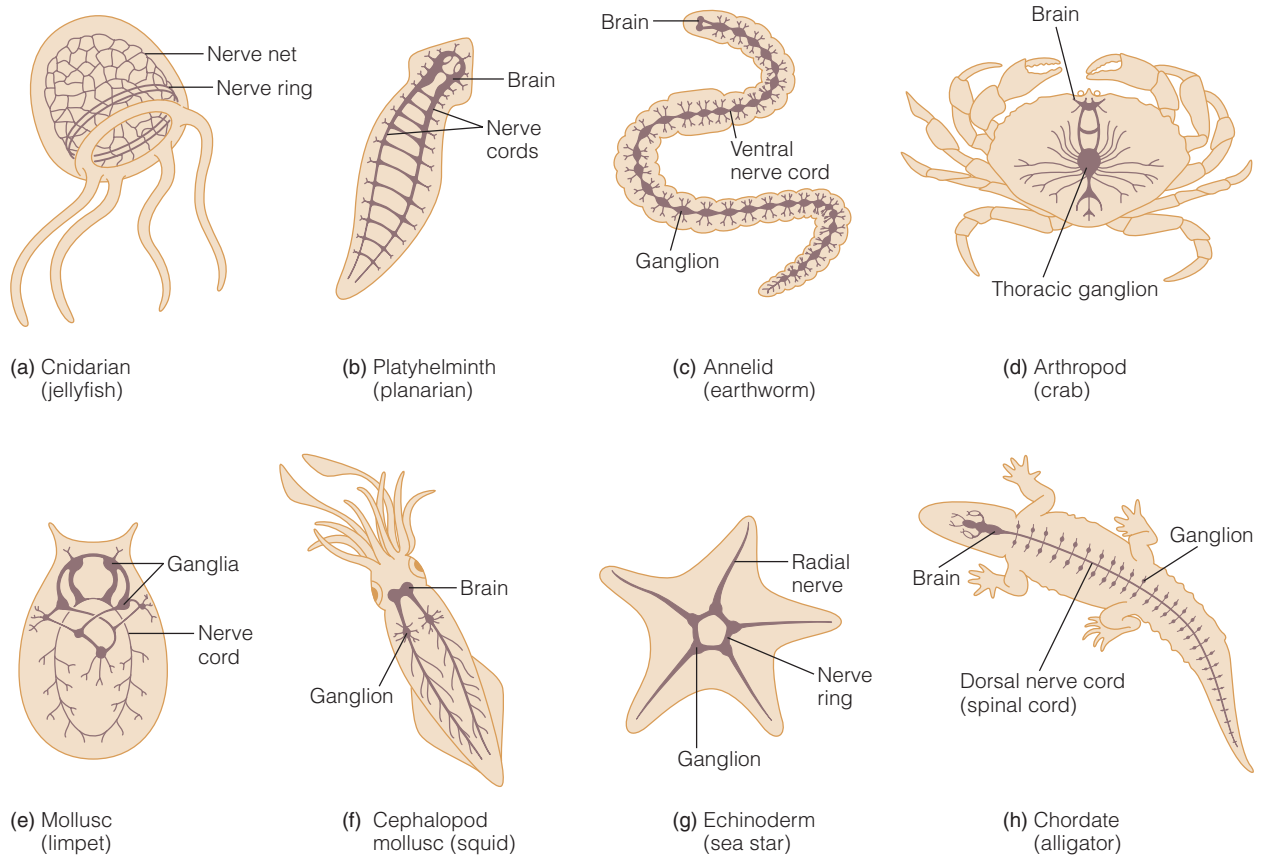 Nerve net
Nerve ring
(a) Cnidarian
(jellyfish)
Brain
Nerve
cords
(b) Platyhelminth
(planarian)
Brain
Ventral
nerve cord
Ganglion
(c) Annelid
(earthworm)
Brain
Thoracic ganglion
(d) Arthropod
(crab)
Ganglia
Nerve
cord
(e) Mollusc
(limpet)
Brain
Ganglion
(f) Cephalopod
mollusc (squid)
Radial
nerve
Nerve
ring
Ganglion
(g) Echinoderm
(sea star)
Ganglion
Brain
Dorsal nerve cord
(spinal cord)
(h) Chordate
(alligator)